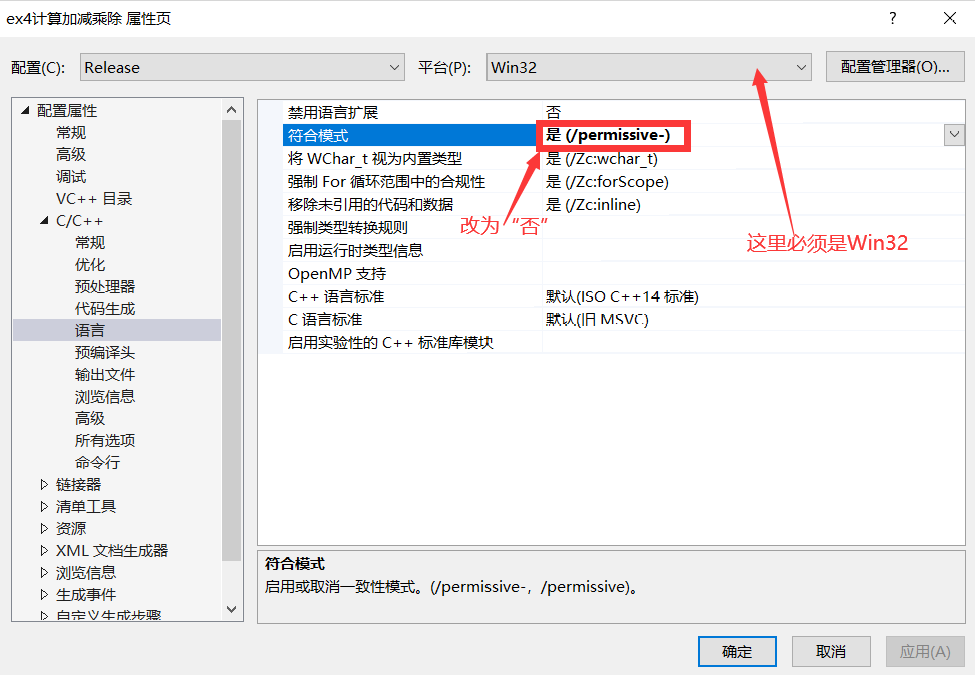 ex4计算加减乘除 属性页
?
配置(C): Release 平台(P): Win32 配置管理器(O)...
配置属性
常规
高级
调试
VC++ 目录
C/C++
常规
优化
预处理器
代码生成
语言
预编译头
输出文件
浏览信息
高级
所有选项
命令行
链接器
清单工具
资源
XML 文档生成器
浏览信息
生成事件
自定义生成步骤
禁用语言扩展 否
符合模式 是 (/permissive-)
将 WChar_t 视为内置类型 是 (/Zc:wchar_t)
强制 For 循环范围中的合规性 是 (/Zc:forScope)
移除未引用的代码和数据 是 (/Zc:inline)
强制类型转换规则
启用运行时类型信息
OpenMP 支持
C++ 语言标准 默认(ISO C++14 标准)
C 语言标准 默认(旧 MSVC)
启用实验性的 C++ 标准库模块
改为“否”
这里必须是Win32
符合模式
启用或取消一致性模式。(/permissive-，/permissive)。
确定 取消 应用(A)